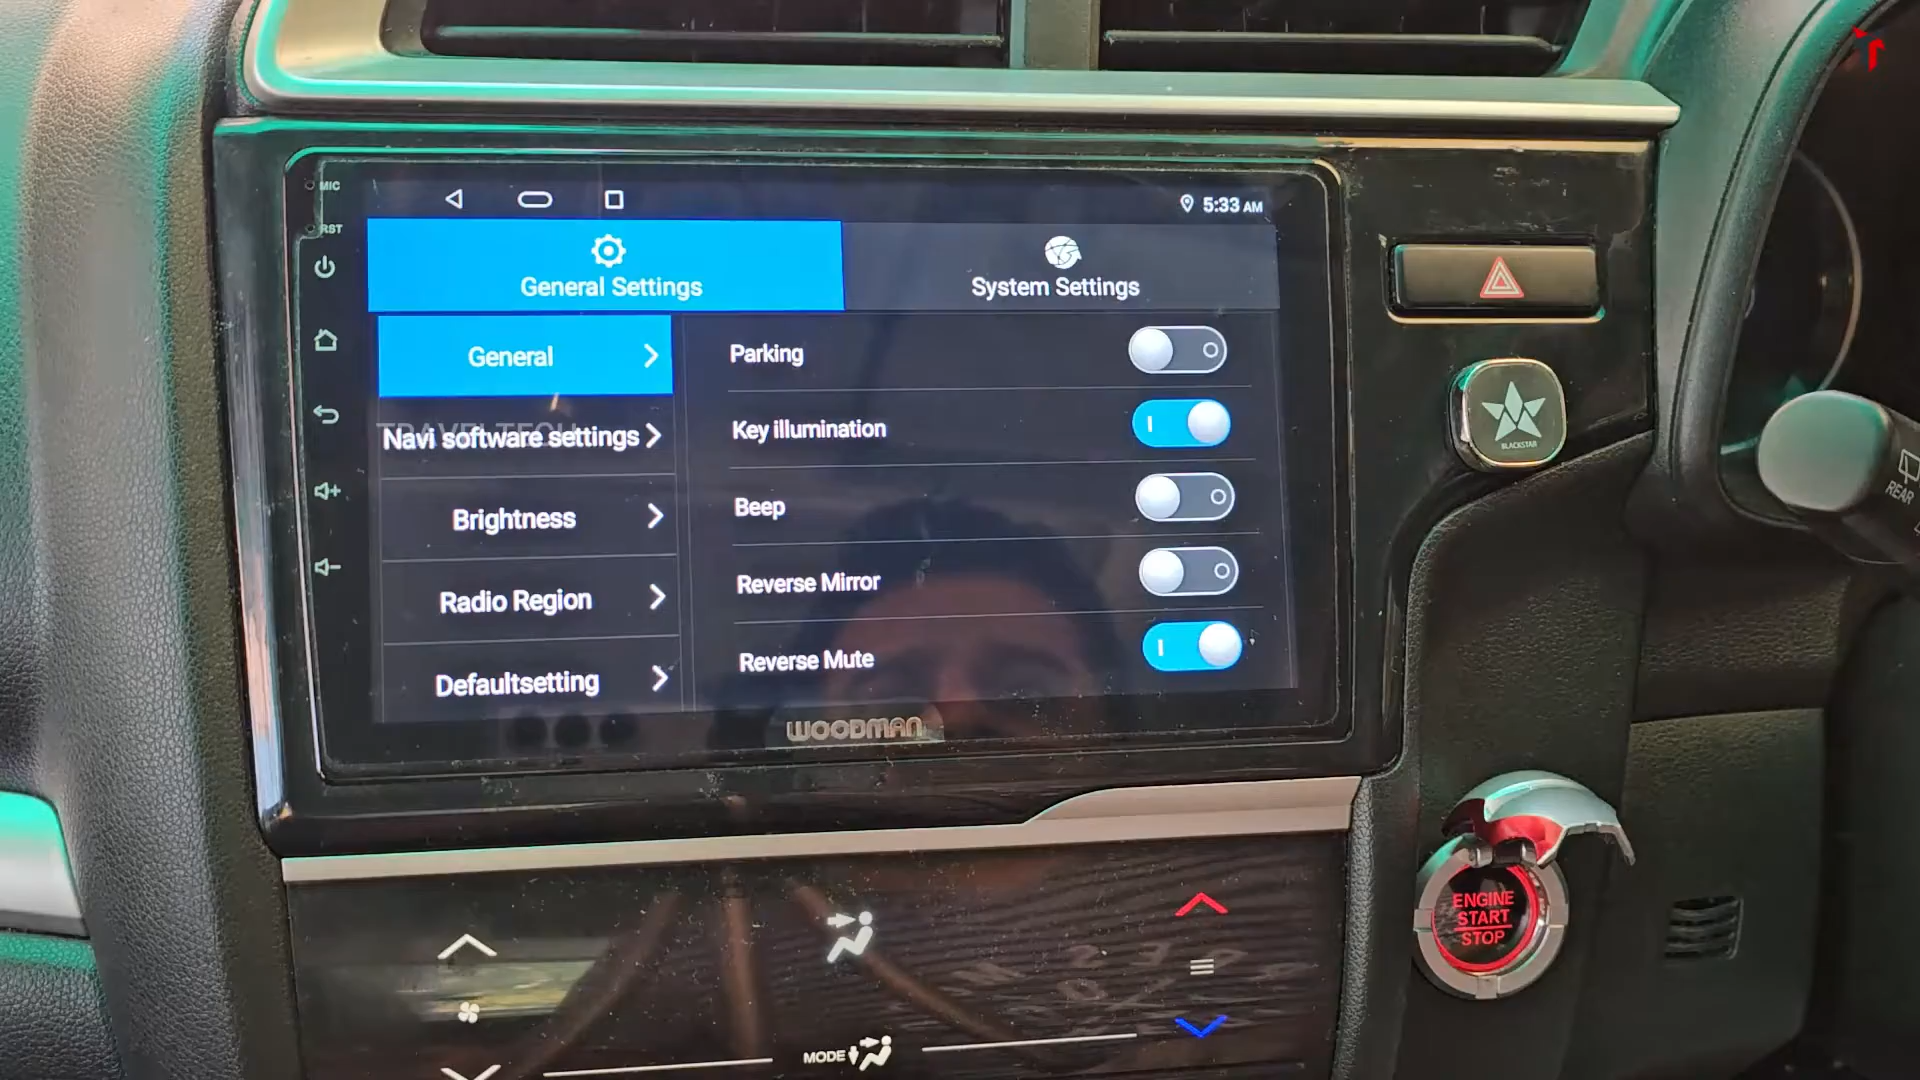 MIC
RST
5:33 AM
General Settings
System Settings
General
Navi software settings
Brightness
Radio Region
Defaultsetting
Parking
Key illumination
Beep
Reverse Mirror
Reverse Mute
TRAVELTECH
WOODMAN
BLACKSTAR
REAR
ENGINE
START
STOP
MODE